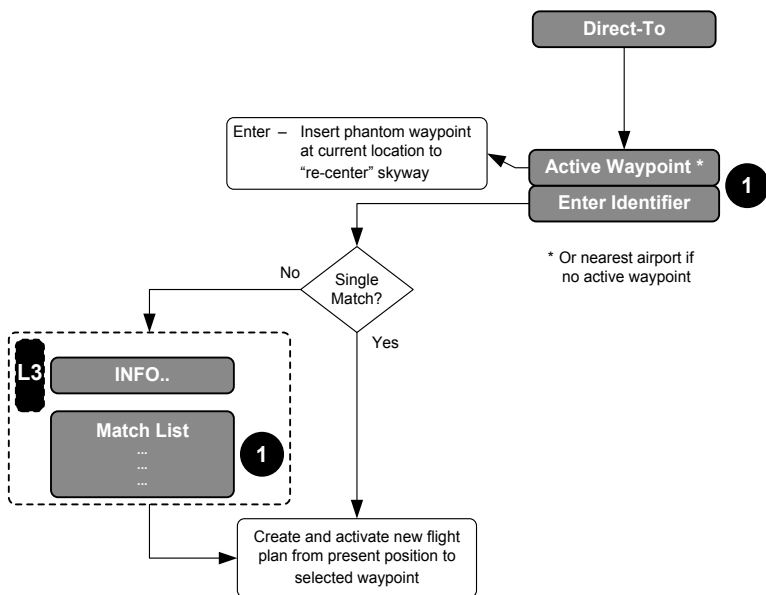 Direct-To
Enter – Insert phantom waypoint
at current location to
“re-center” skyway
Active Waypoint *
Enter Identifier
1
* Or nearest airport if
no active waypoint
Single
Match?
No
Yes
L3
INFO..
Match List
...
...
...
1
Create and activate new flight
plan from present position to
selected waypoint